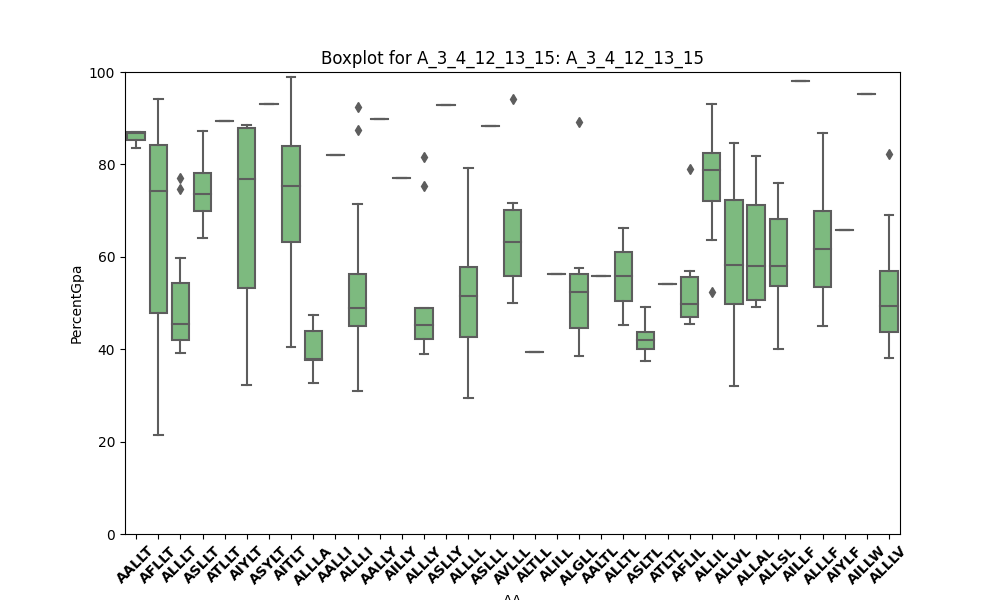 Boxplot for A_3_4_12_13_15: A_3_4_12_13_15
PercentGpa
100
80
60
40
20
0
AALLT AFLLT ALLLT ASLLT ATLLT AIYLT ASYLT AITLT ALLLA AALLI ALLLI AALLY AILLY ALLLY ASLLY ALLLL ASLLL AVLLL ALTLL ALILL ALGLL AALTL ALLTL ASLTL ATLTL AFLIL ALLIL ALLVL ALLAL ALLSL AILLF ALLLF AIYLF AILLW ALLLV